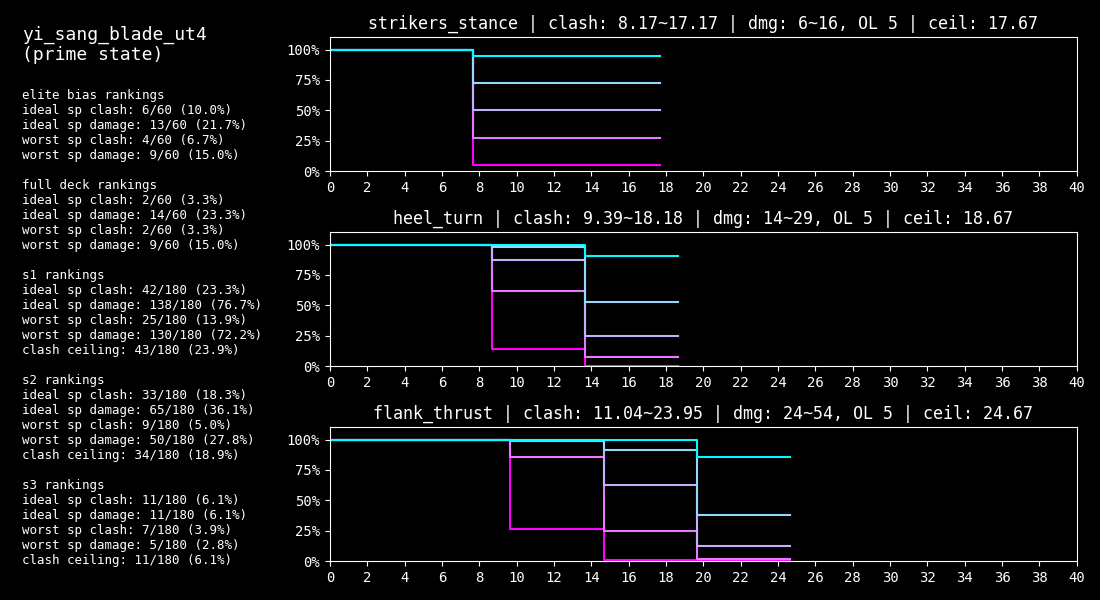 yi_sang_blade_ut4
(prime state)
elite bias rankings
ideal sp clash: 6/60 (10.0%)
ideal sp damage: 13/60 (21.7%)
worst sp clash: 4/60 (6.7%)
worst sp damage: 9/60 (15.0%)
full deck rankings
ideal sp clash: 2/60 (3.3%)
ideal sp damage: 14/60 (23.3%)
worst sp clash: 2/60 (3.3%)
worst sp damage: 9/60 (15.0%)
s1 rankings
ideal sp clash: 42/180 (23.3%)
ideal sp damage: 138/180 (76.7%)
worst sp clash: 25/180 (13.9%)
worst sp damage: 130/180 (72.2%)
clash ceiling: 43/180 (23.9%)
s2 rankings
ideal sp clash: 33/180 (18.3%)
ideal sp damage: 65/180 (36.1%)
worst sp clash: 9/180 (5.0%)
worst sp damage: 50/180 (27.8%)
clash ceiling: 34/180 (18.9%)
s3 rankings
ideal sp clash: 11/180 (6.1%)
ideal sp damage: 11/180 (6.1%)
worst sp clash: 7/180 (3.9%)
worst sp damage: 5/180 (2.8%)
clash ceiling: 11/180 (6.1%)
strikers_stance | clash: 8.17~17.17 | dmg: 6~16, OL 5 | ceil: 17.67
100%
75%
50%
25%
0%
0 2 4 6 8 10 12 14 16 18 20 22 24 26 28 30 32 34 36 38 40
heel_turn | clash: 9.39~18.18 | dmg: 14~29, OL 5 | ceil: 18.67
100%
75%
50%
25%
0%
0 2 4 6 8 10 12 14 16 18 20 22 24 26 28 30 32 34 36 38 40
flank_thrust | clash: 11.04~23.95 | dmg: 24~54, OL 5 | ceil: 24.67
100%
75%
50%
25%
0%
0 2 4 6 8 10 12 14 16 18 20 22 24 26 28 30 32 34 36 38 40